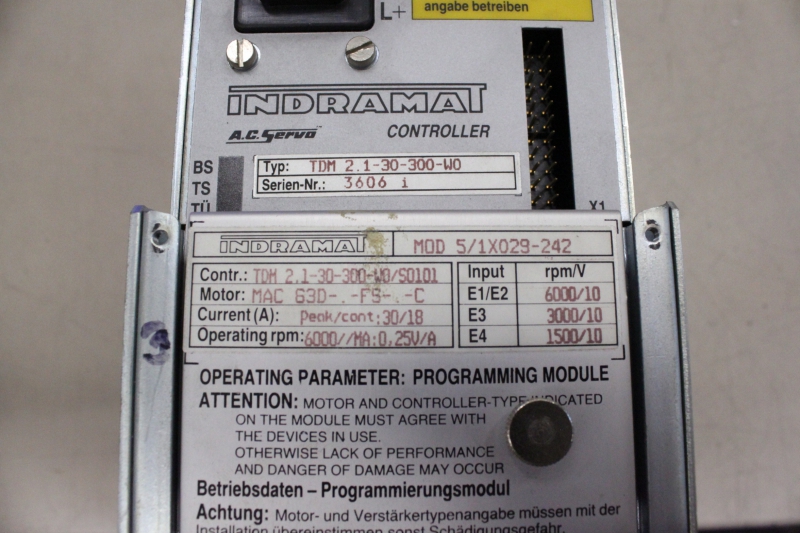 L+
angabe betreiben
INDRAMAT
A.C. Servo CONTROLLER
BS
TS
TÜ
Typ: TDM 2.1-30-300-W0
Serien-Nr.: 3606 i
X1
INDRAMAT MOD 5/1X029-242
Contr.: TDM 2.1-30-300-W0/S0101
Motor: MAC 63D-.-FS-.-C
Current (A): Peak/cont:30/18
Operating rpm: 6000//MA:0,25V/A
Input rpm/V
E1/E2 6000/10
E3 3000/10
E4 1500/10
OPERATING PARAMETER: PROGRAMMING MODULE
ATTENTION: MOTOR AND CONTROLLER-TYPE INDICATED
ON THE MODULE MUST AGREE WITH
THE DEVICES IN USE.
OTHERWISE LACK OF PERFORMANCE
AND DANGER OF DAMAGE MAY OCCUR
Betriebsdaten – Programmierungsmodul
Achtung: Motor- und Verstärkertypenangabe müssen mit der
Installation übereinstimmen sonst Schädigungsgefahr.